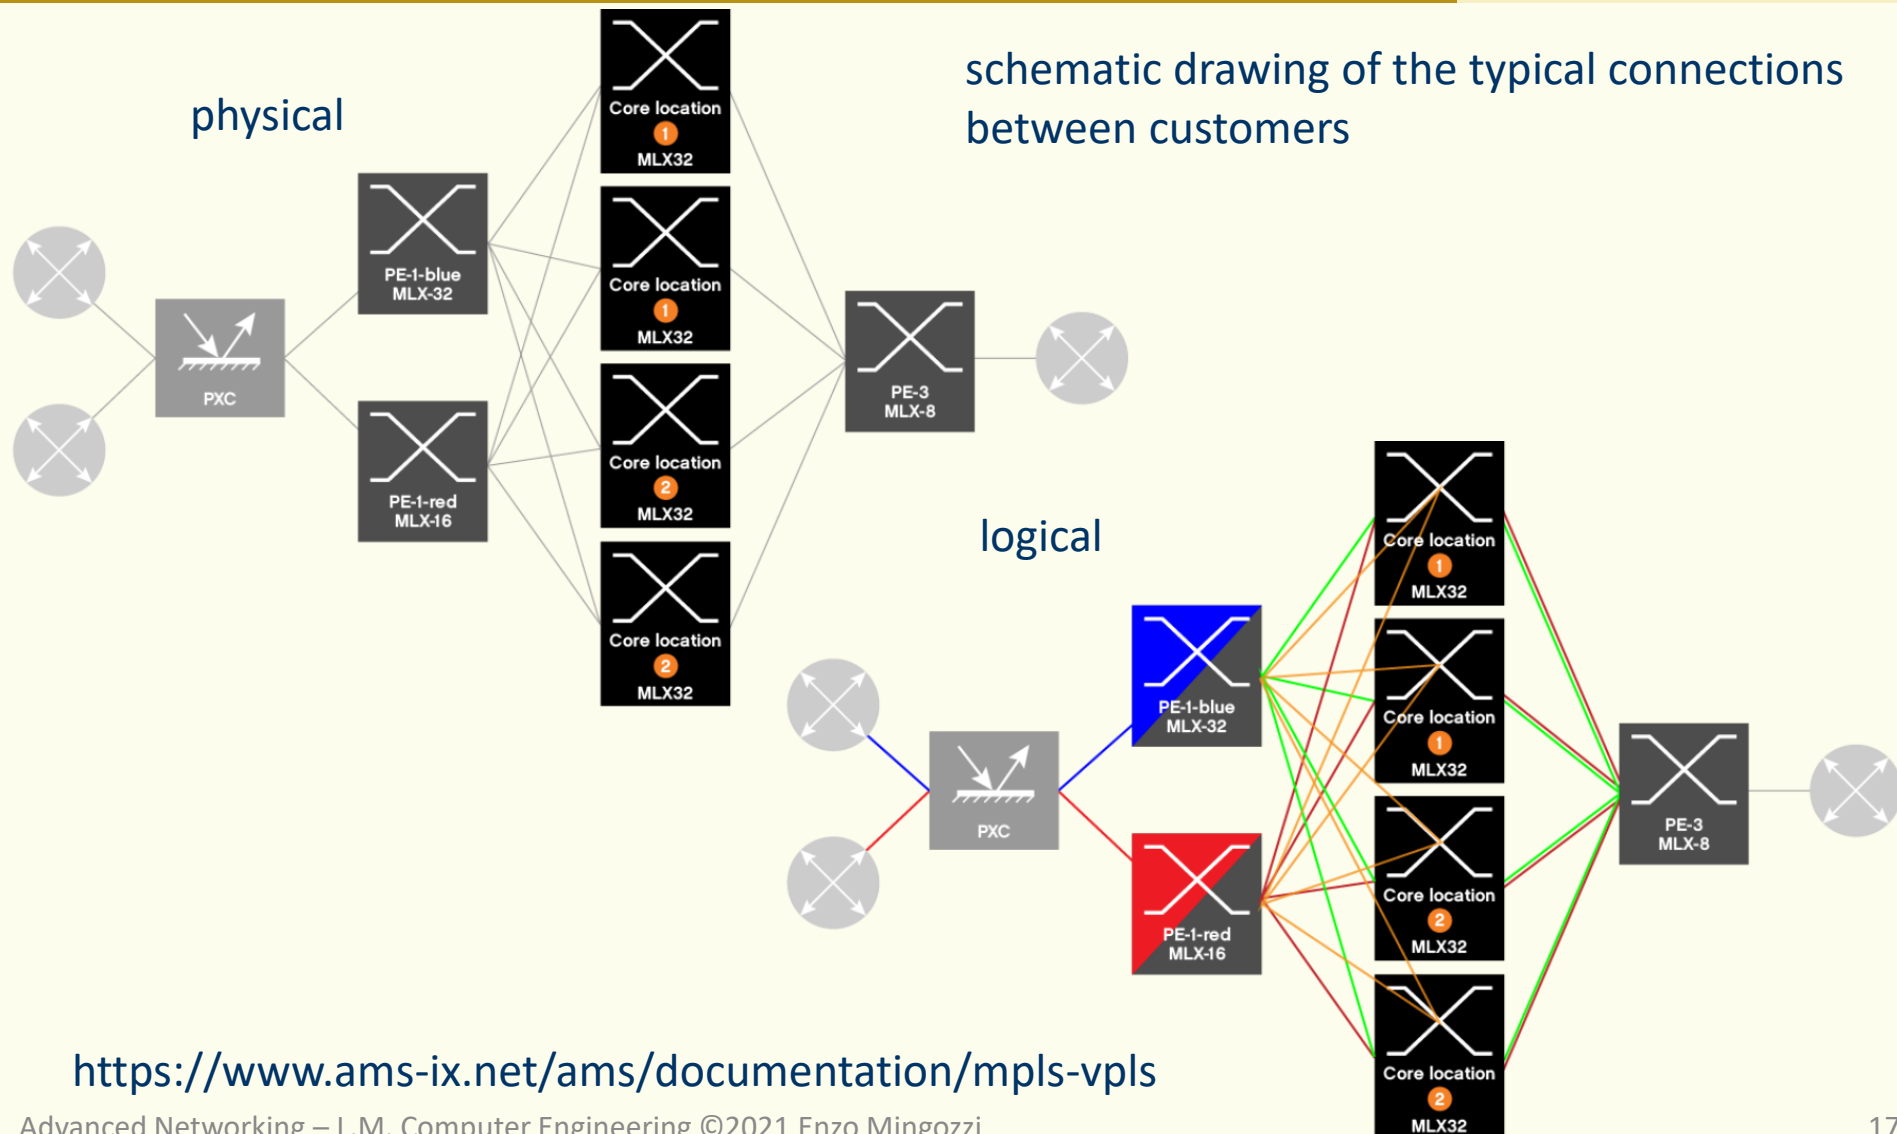 schematic drawing of the typical connections
between customers
physical
Core location
1
MLX32
PE-1-blue
MLX-32
Core location
1
MLX32
PXC
PE-3
MLX-8
Core location
2
MLX32
PE-1-red
MLX-16
Core location
2
MLX32
logical
Core location
1
MLX32
PE-1-blue
MLX-32
Core location
1
MLX32
PXC
PE-3
MLX-8
Core location
2
MLX32
PE-1-red
MLX-16
Core location
2
MLX32
https://www.ams-ix.net/ams/documentation/mpls-vpls
Advanced Networking – L.M. Computer Engineering ©2021 Enzo Mingozzi
17